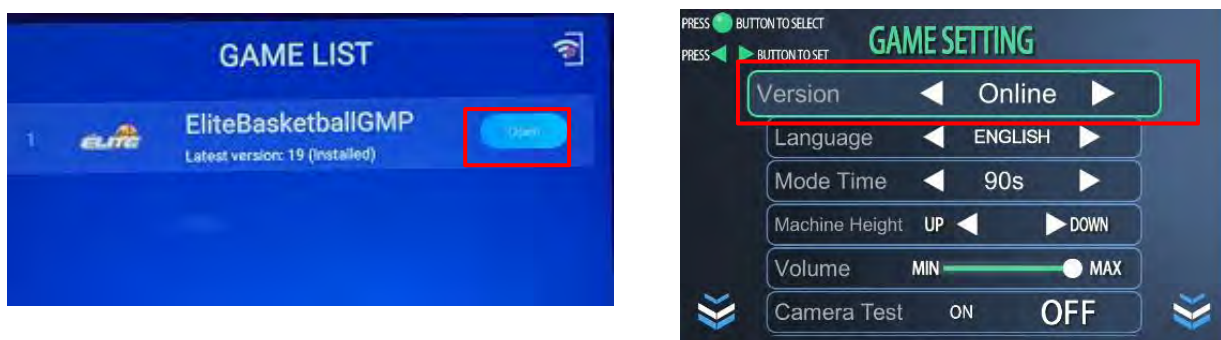 GAME LIST
1 ELITE EliteBasketballGMP Open
Latest version: 19 (Installed)
PRESS BUTTON TO SELECT
PRESS BUTTON TO SET
GAME SETTING
Version Online
Language ENGLISH
Mode Time 90s
Machine Height UP DOWN
Volume MIN MAX
Camera Test ON OFF